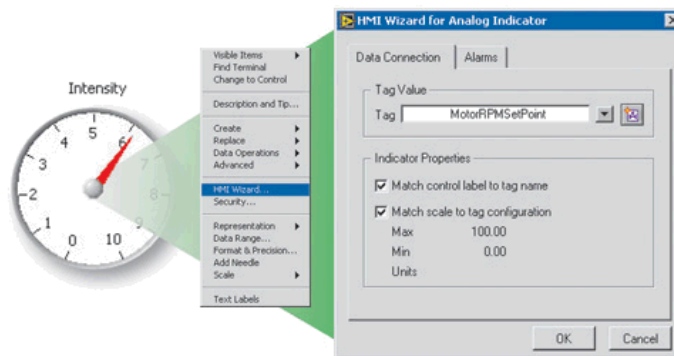 Intensity
0
1
2
3
4
5
6
7
8
9
10
Visible Items
Find Terminal
Change to Control
Description and Tip...
Create
Replace
Data Operations
Advanced
HMI Wizard...
Security...
Representation
Data Range...
Format & Precision...
Add Needle
Scale
Text Labels
HMI Wizard for Analog Indicator
Data Connection
Alarms
Tag Value
Tag MotorRPMSetPoint
Indicator Properties
Match control label to tag name
Match scale to tag configuration
Max 100.00
Min 0.00
Units
OK Cancel